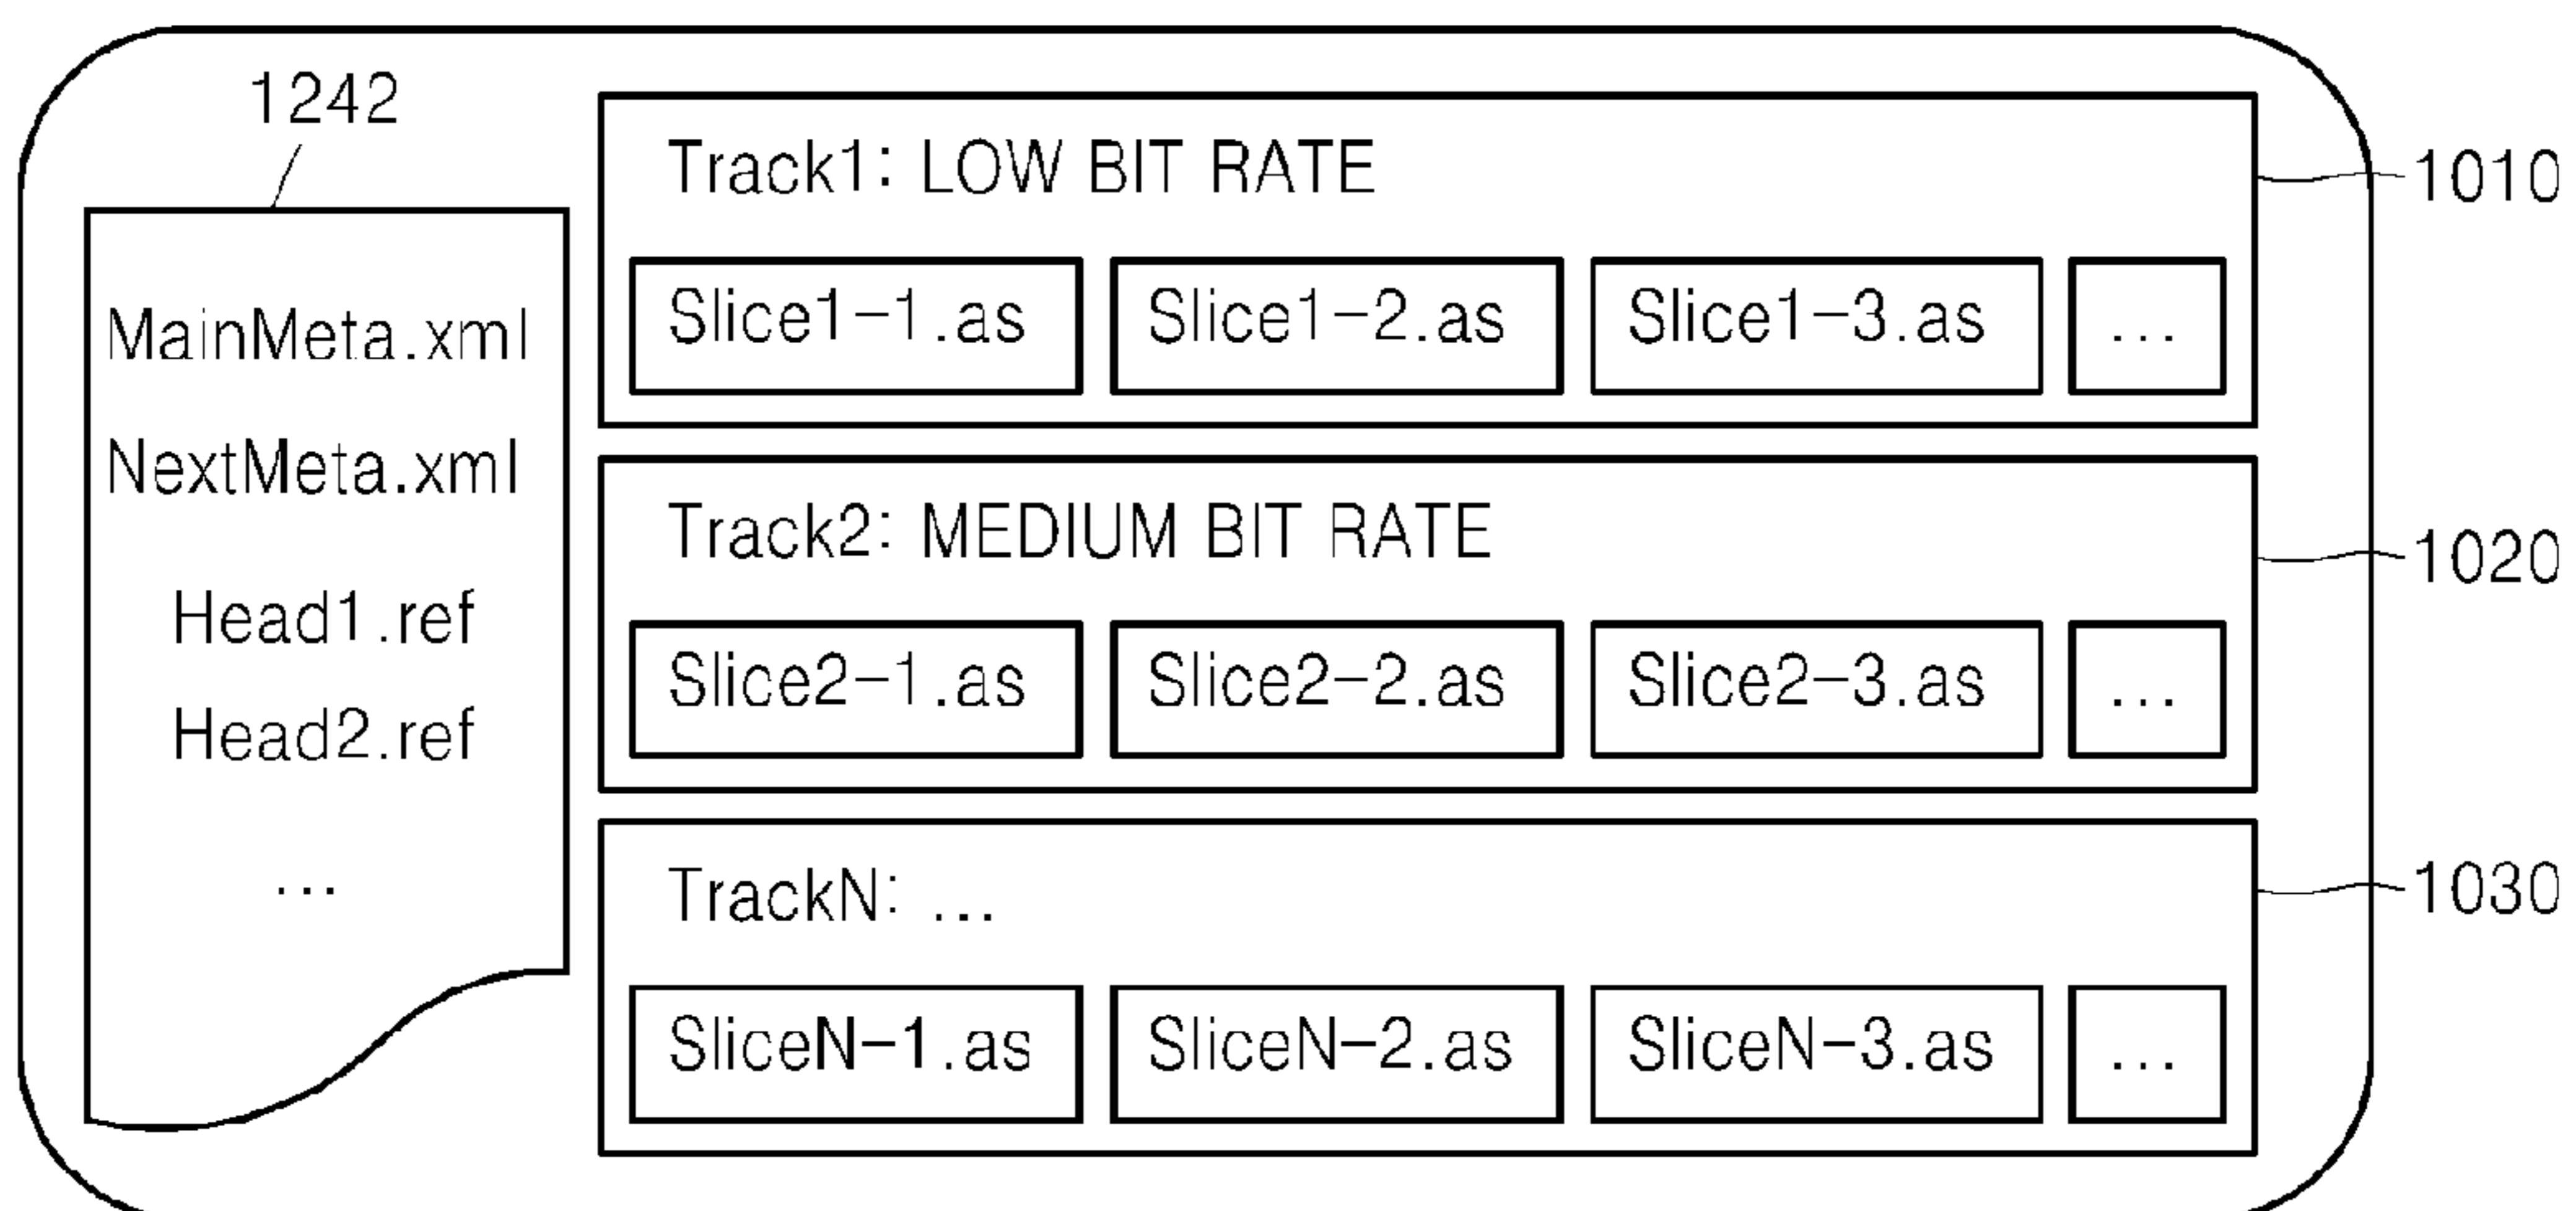 1242
MainMeta.xml
NextMeta.xml
Head1.ref
Head2.ref
...
Track1: LOW BIT RATE
1010
Slice1-1.as
Slice1-2.as
Slice1-3.as
...
Track2: MEDIUM BIT RATE
1020
Slice2-1.as
Slice2-2.as
Slice2-3.as
...
TrackN: ...
1030
SliceN-1.as
SliceN-2.as
SliceN-3.as
...